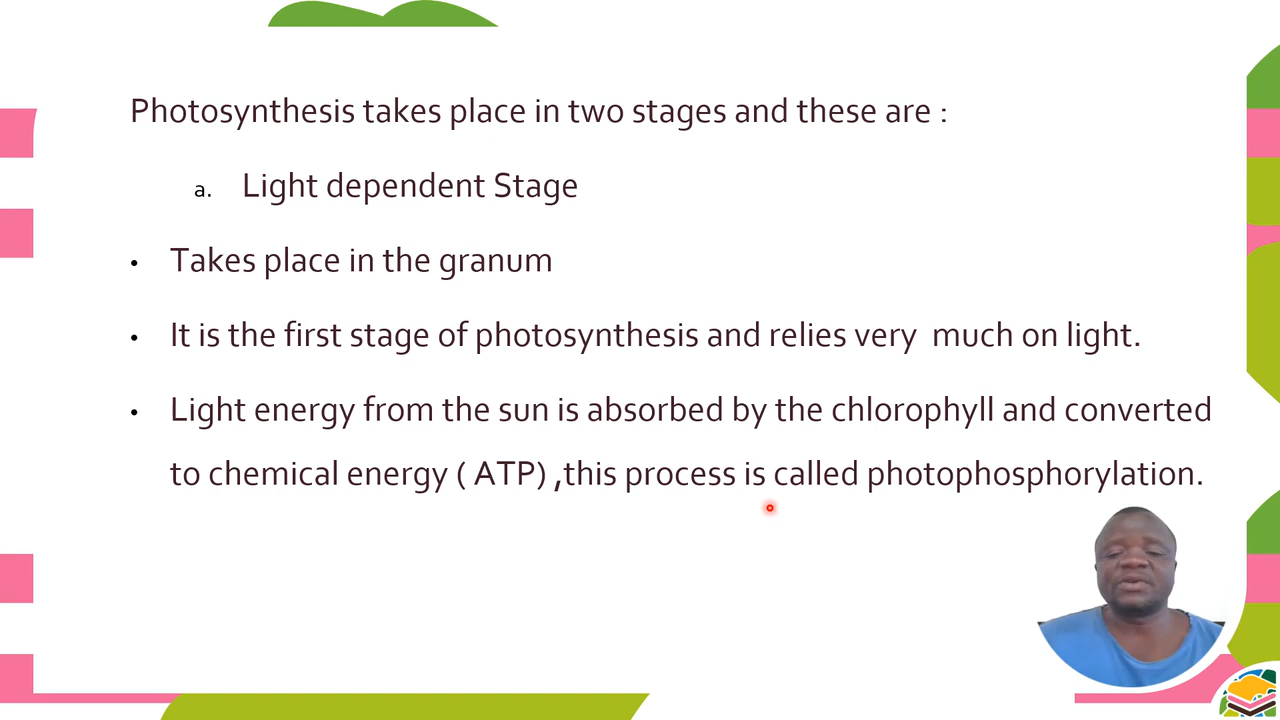 Photosynthesis takes place in two stages and these are :
a. Light dependent Stage
• Takes place in the granum
• It is the first stage of photosynthesis and relies very  much on light.
• Light energy from the sun is absorbed by the chlorophyll and converted
to chemical energy ( ATP) ,this process is called photophosphorylation.